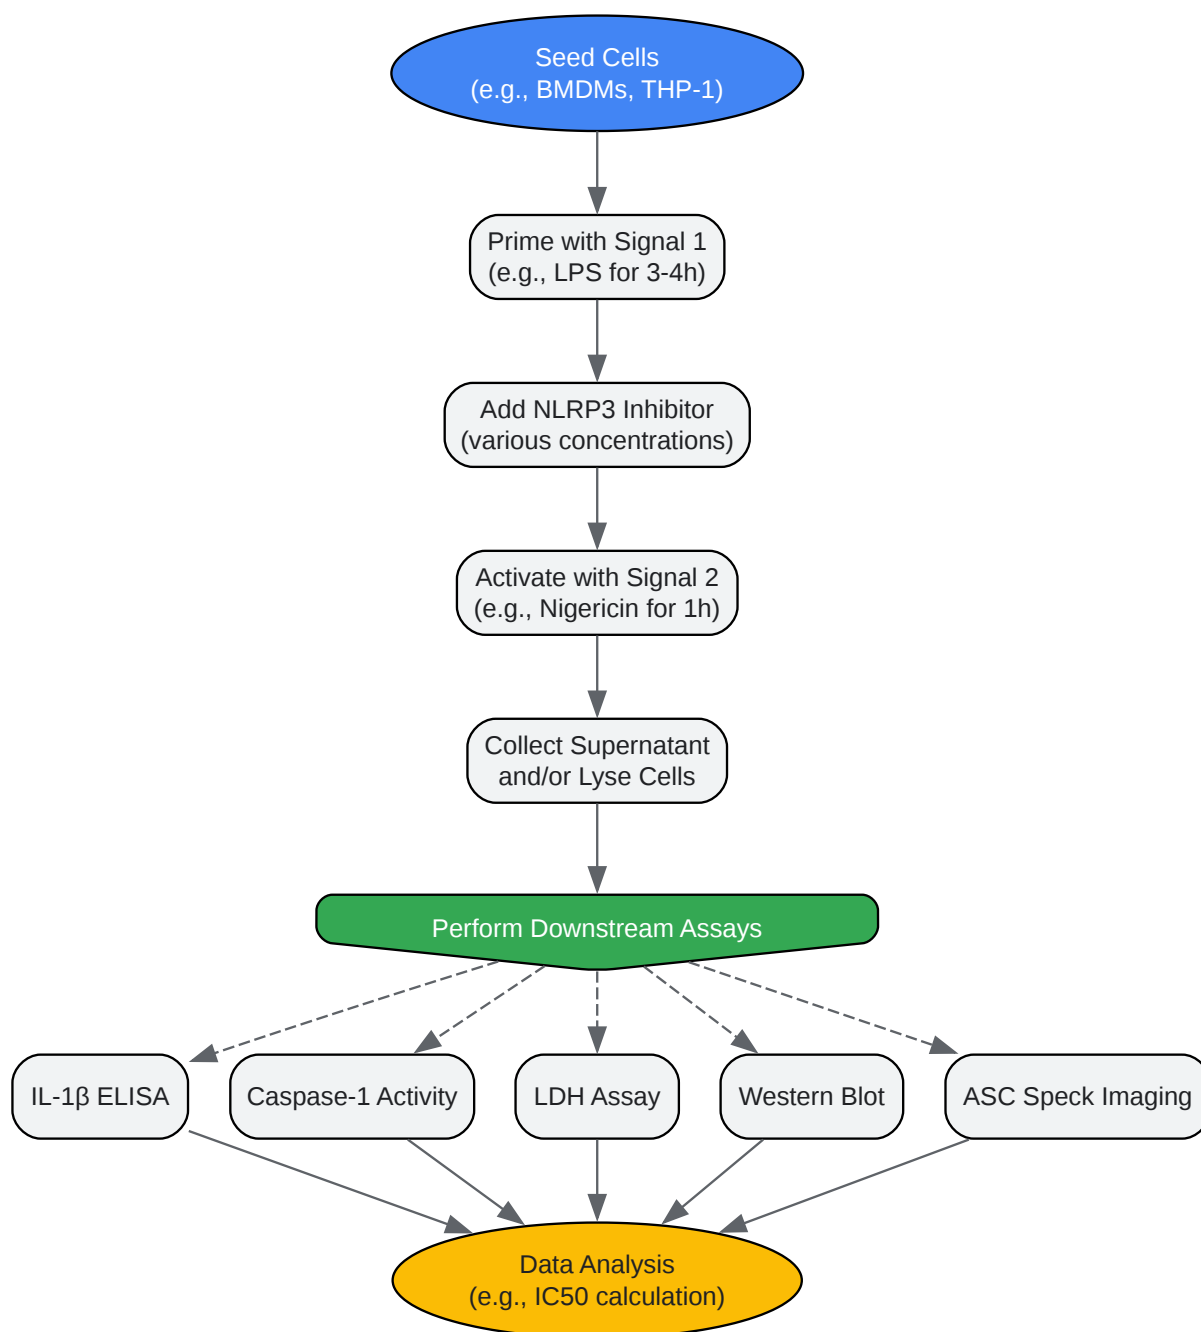 Seed Cells
(e.g., BMDMs, THP-1)
Prime with Signal 1
(e.g., LPS for 3-4h)
Add NLRP3 Inhibitor
(various concentrations)
Activate with Signal 2
(e.g., Nigericin for 1h)
Collect Supernatant
and/or Lyse Cells
Perform Downstream Assays
IL-1β ELISA
Caspase-1 Activity
LDH Assay
Western Blot
ASC Speck Imaging
Data Analysis
(e.g., IC50 calculation)